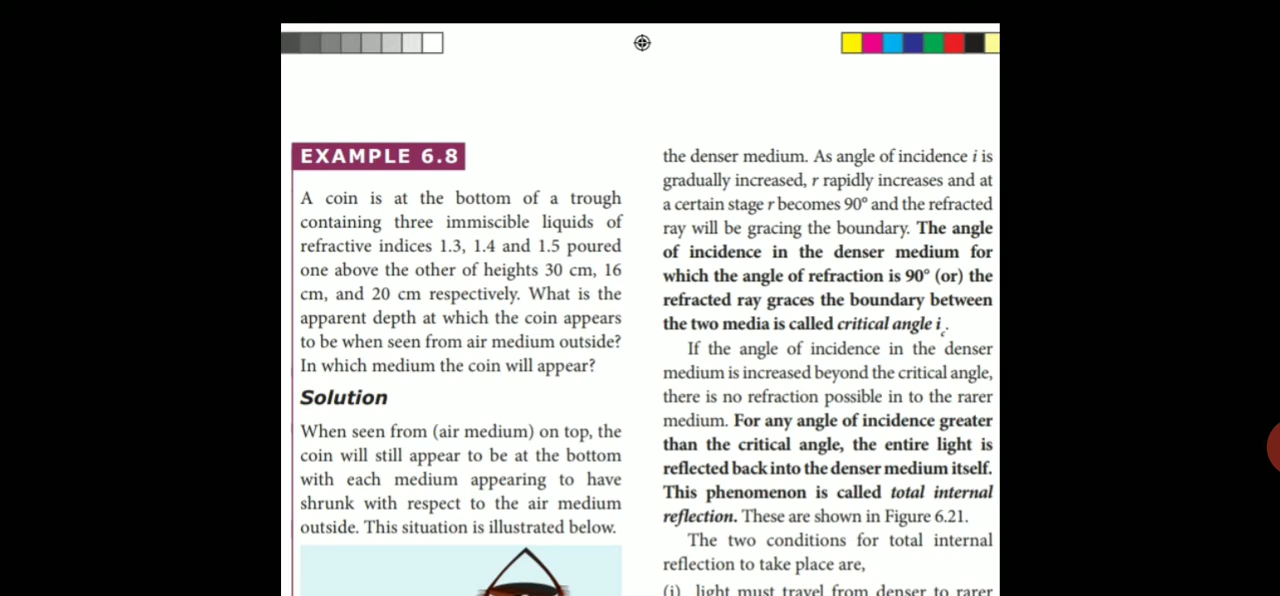 EXAMPLE 6.8
A coin is at the bottom of a trough
containing three immiscible liquids of
refractive indices 1.3, 1.4 and 1.5 poured
one above the other of heights 30 cm, 16
cm, and 20 cm respectively. What is the
apparent depth at which the coin appears
to be when seen from air medium outside?
In which medium the coin will appear?
Solution
When seen from (air medium) on top, the
coin will still appear to be at the bottom
with each medium appearing to have
shrunk with respect to the air medium
outside. This situation is illustrated below.
the denser medium. As angle of incidence i is
gradually increased, r rapidly increases and at
a certain stage r becomes 90° and the refracted
ray will be gracing the boundary. The angle
of incidence in the denser medium for
which the angle of refraction is 90° (or) the
refracted ray graces the boundary between
the two media is called critical angle ic.
If the angle of incidence in the denser
medium is increased beyond the critical angle,
there is no refraction possible in to the rarer
medium. For any angle of incidence greater
than the critical angle, the entire light is
reflected back into the denser medium itself.
This phenomenon is called total internal
reflection. These are shown in Figure 6.21.
The two conditions for total internal
reflection to take place are,
(i) light must travel from denser to rarer